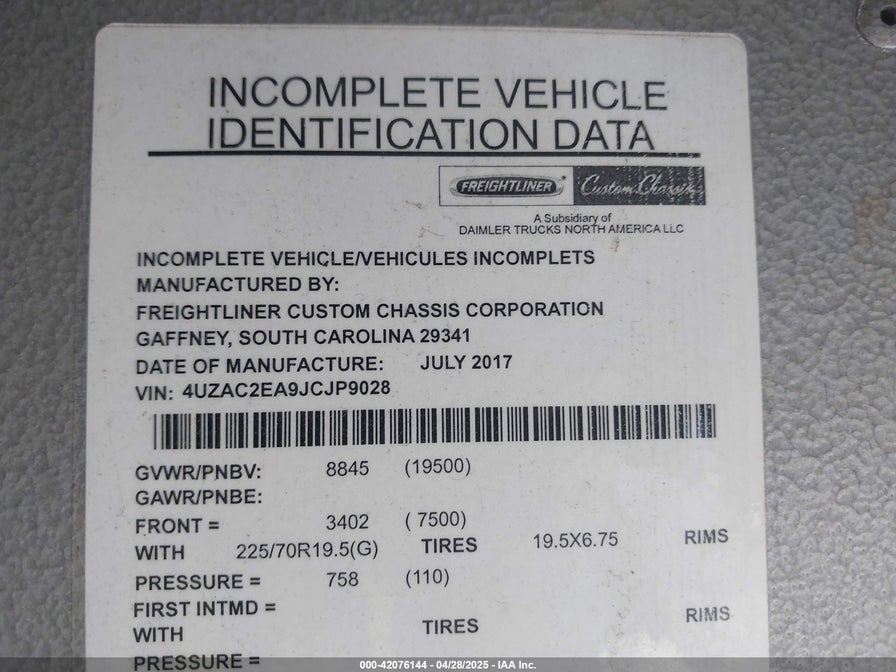 INCOMPLETE VEHICLE
IDENTIFICATION DATA
FREIGHTLINER Custom Chassis
A Subsidiary of
DAIMLER TRUCKS NORTH AMERICA LLC
INCOMPLETE VEHICLE/VEHICULES INCOMPLETS
MANUFACTURED BY:
FREIGHTLINER CUSTOM CHASSIS CORPORATION
GAFFNEY, SOUTH CAROLINA 29341
DATE OF MANUFACTURE: JULY 2017
VIN: 4UZAC2EA9JCJP9028
GVWR/PNBV: 8845 (19500)
GAWR/PNBE:
FRONT = 3402 ( 7500)
WITH 225/70R19.5(G) TIRES 19.5X6.75 RIMS
PRESSURE = 758 (110)
FIRST INTMD =
WITH TIRES RIMS
PRESSURE =
000-42076144 - 04/28/2025 - IAA Inc.